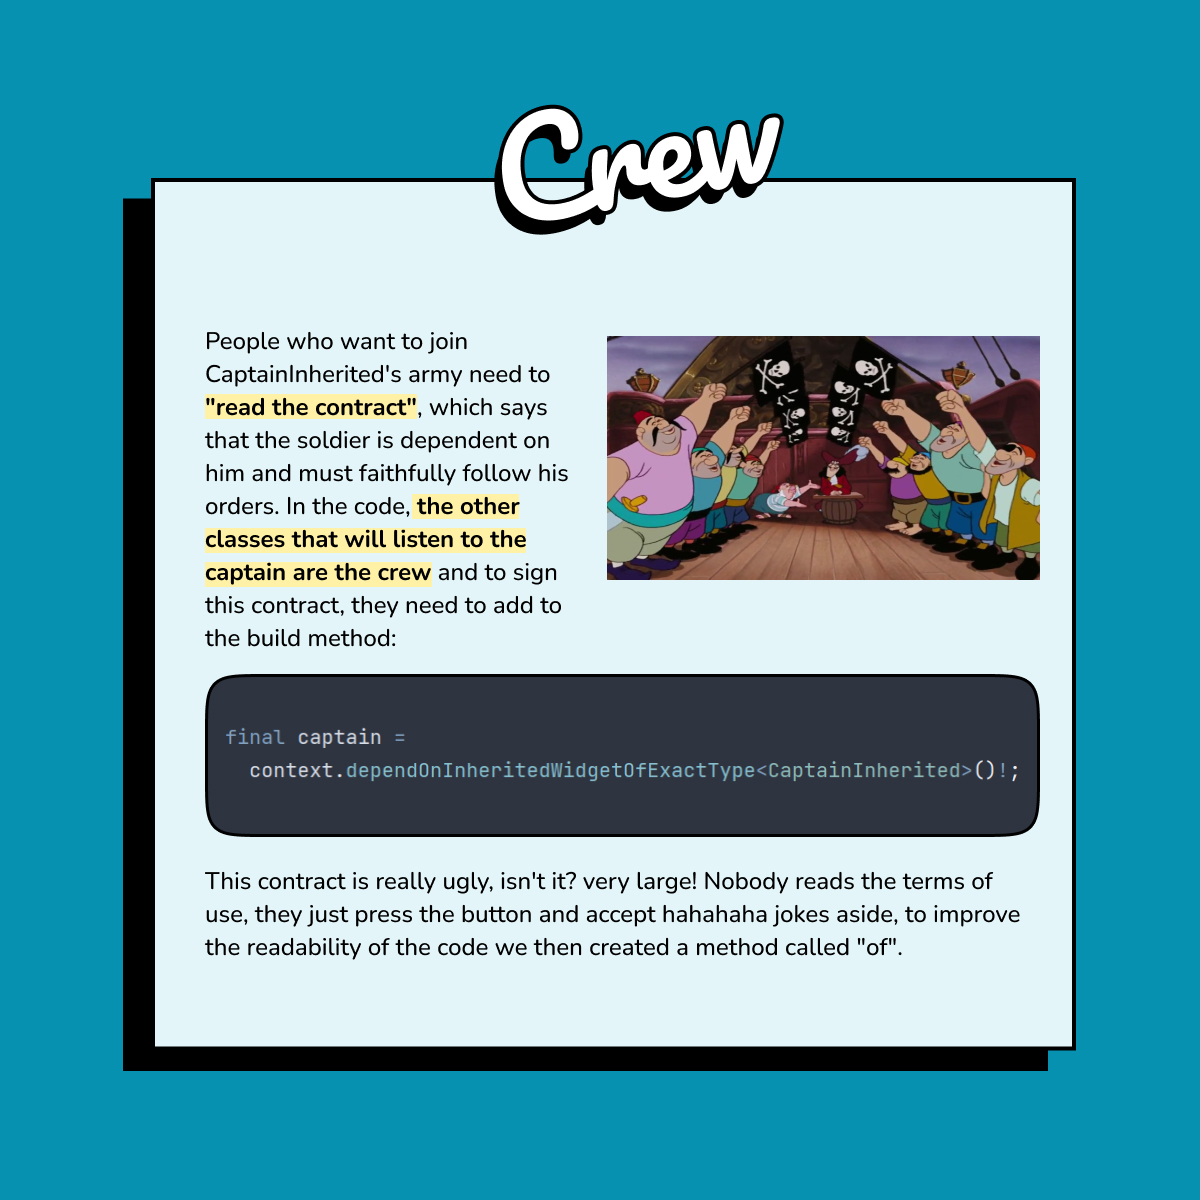 Crew
People who want to join
CaptainInherited's army need to
"read the contract", which says
that the soldier is dependent on
him and must faithfully follow his
orders. In the code, the other
classes that will listen to the
captain are the crew and to sign
this contract, they need to add to
the build method:
final captain =
context.dependOnInheritedWidgetOfExactType<CaptainInherited>()!;
This contract is really ugly, isn't it? very large! Nobody reads the terms of
use, they just press the button and accept hahahaha jokes aside, to improve
the readability of the code we then created a method called "of".